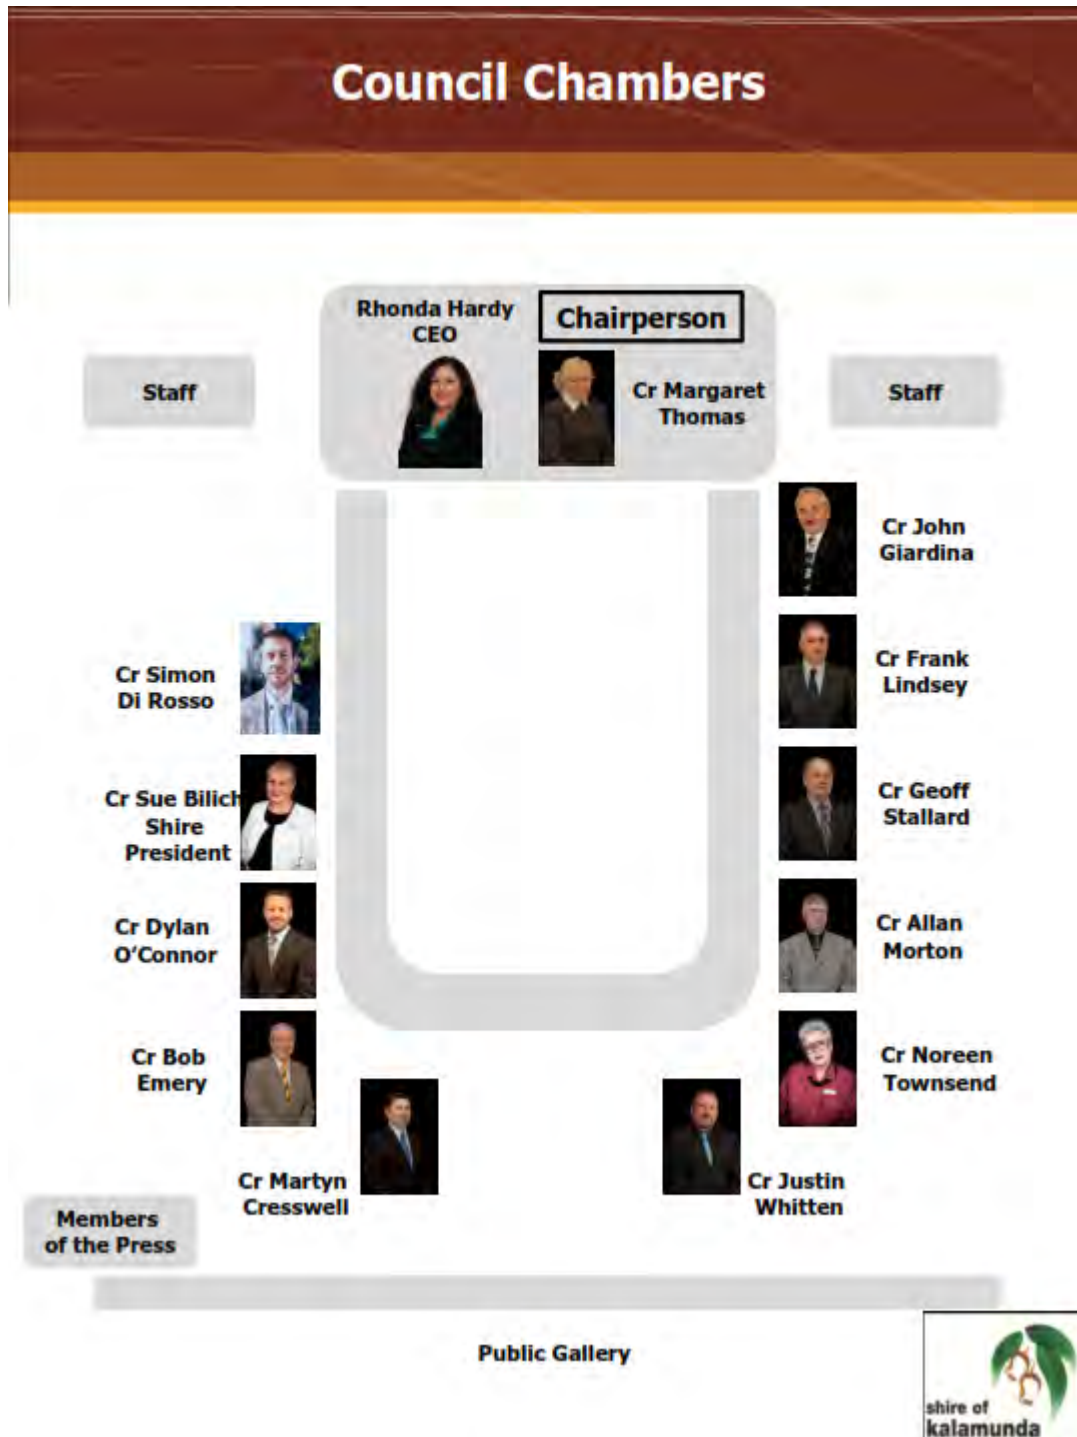 Council Chambers
Rhonda Hardy
CEO
Chairperson
Staff
Cr Margaret
Thomas
Staff
Cr John
Giardina
Cr Simon
Di Rosso
Cr Frank
Lindsey
Cr Sue Bilich
Shire
President
Cr Geoff
Stallard
Cr Dylan
O'Connor
Cr Allan
Morton
Cr Bob
Emery
Cr Noreen
Townsend
Cr Martyn
Cresswell
Cr Justin
Whitten
Members
of the Press
Public Gallery
shire of
kalamunda